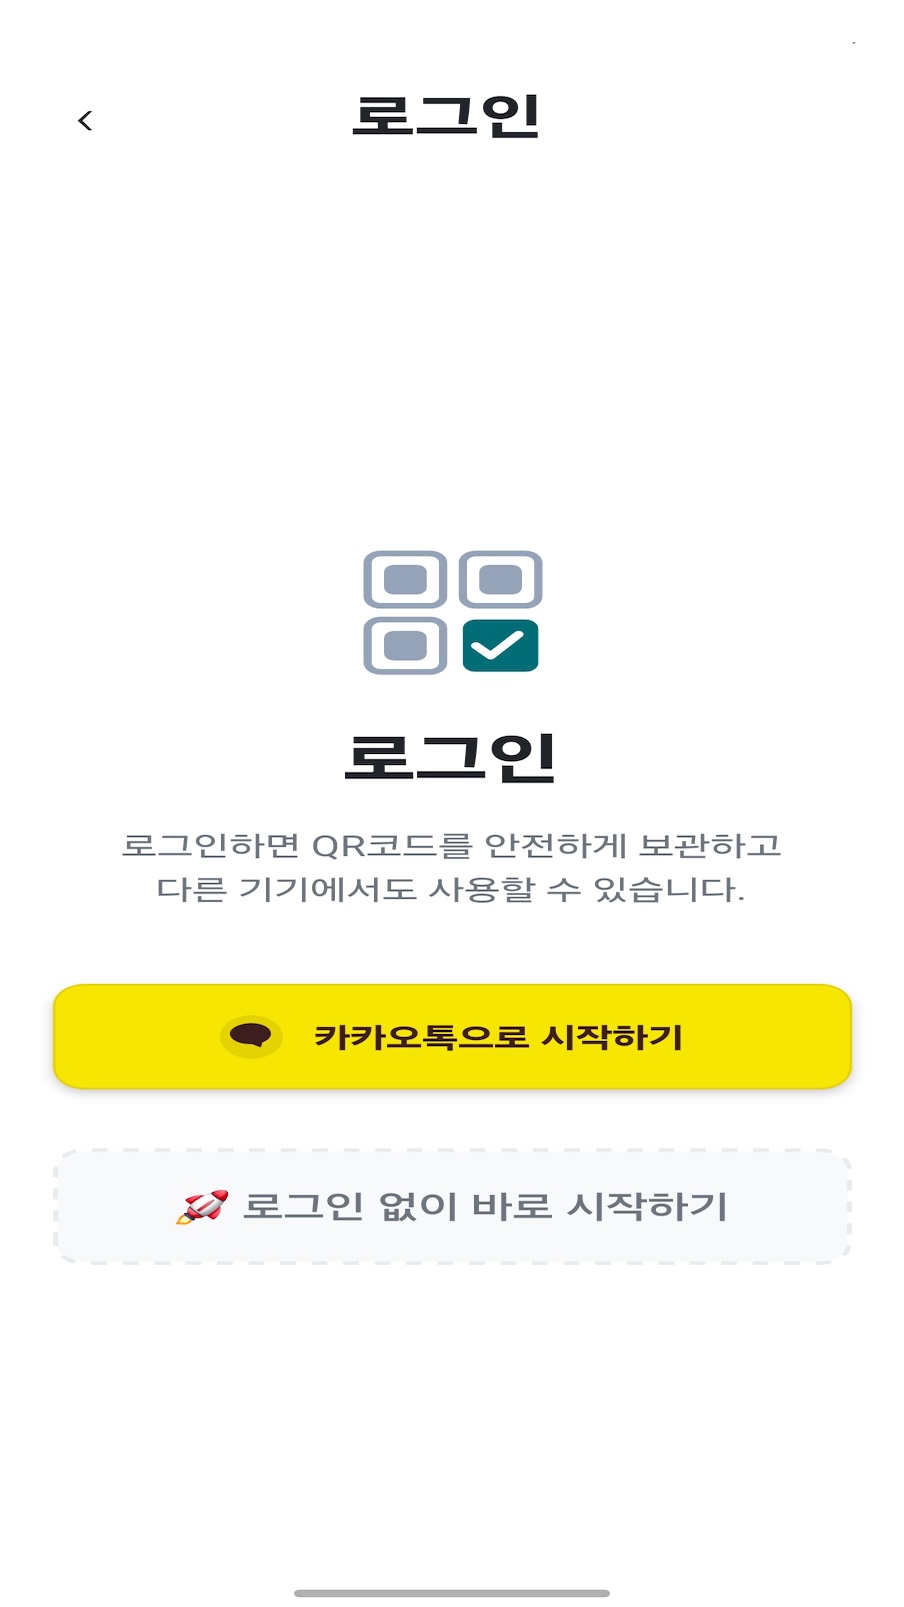 로그인
로그인
로그인하면 QR코드를 안전하게 보관하고
다른 기기에서도 사용할 수 있습니다.
카카오톡으로 시작하기
🚀 로그인 없이 바로 시작하기